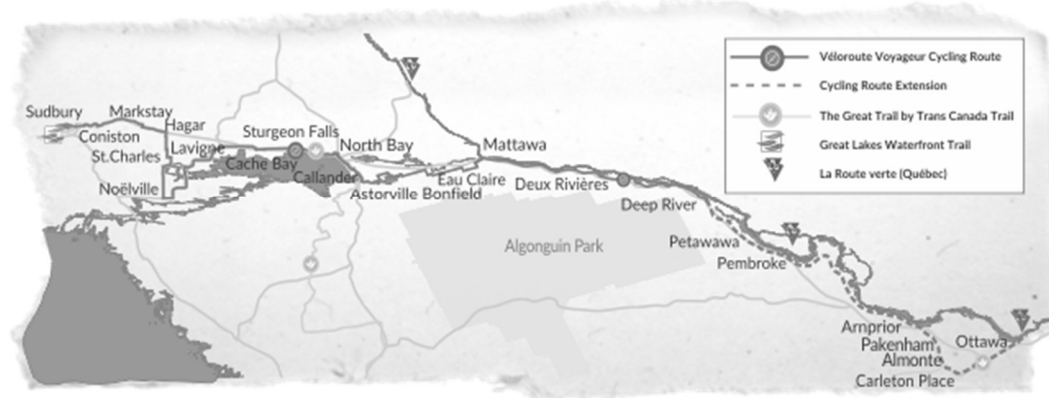 Véloroute Voyageur Cycling Route
Cycling Route Extension
The Great Trail by Trans Canada Trail
Great Lakes Waterfront Trail
La Route verte (Québec)
Sudbury
Markstay
Hagar
Coniston
Sturgeon Falls
St.Charles
Lavigne
North Bay
Mattawa
Cache Bay
Callander
Noëlville
Eau Claire
Deux Rivières
Astorville Bonfield
Deep River
Algonguin Park
Petawawa
Pembroke
Arnprior
Pakenham
Ottawa
Almonte
Carleton Place